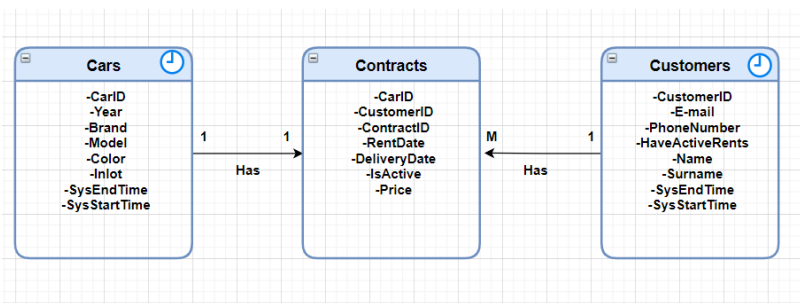 Cars
-CarID
-Year
-Brand
-Model
-Color
-Inlot
-SysEndTime
-SysStartTime
1
1
Has
Contracts
-CarID
-CustomerID
-ContractID
-RentDate
-DeliveryDate
-IsActive
-Price
M
1
Has
Customers
-CustomerID
-E-mail
-PhoneNumber
-HaveActiveRents
-Name
-Surname
-SysEndTime
-SysStartTime